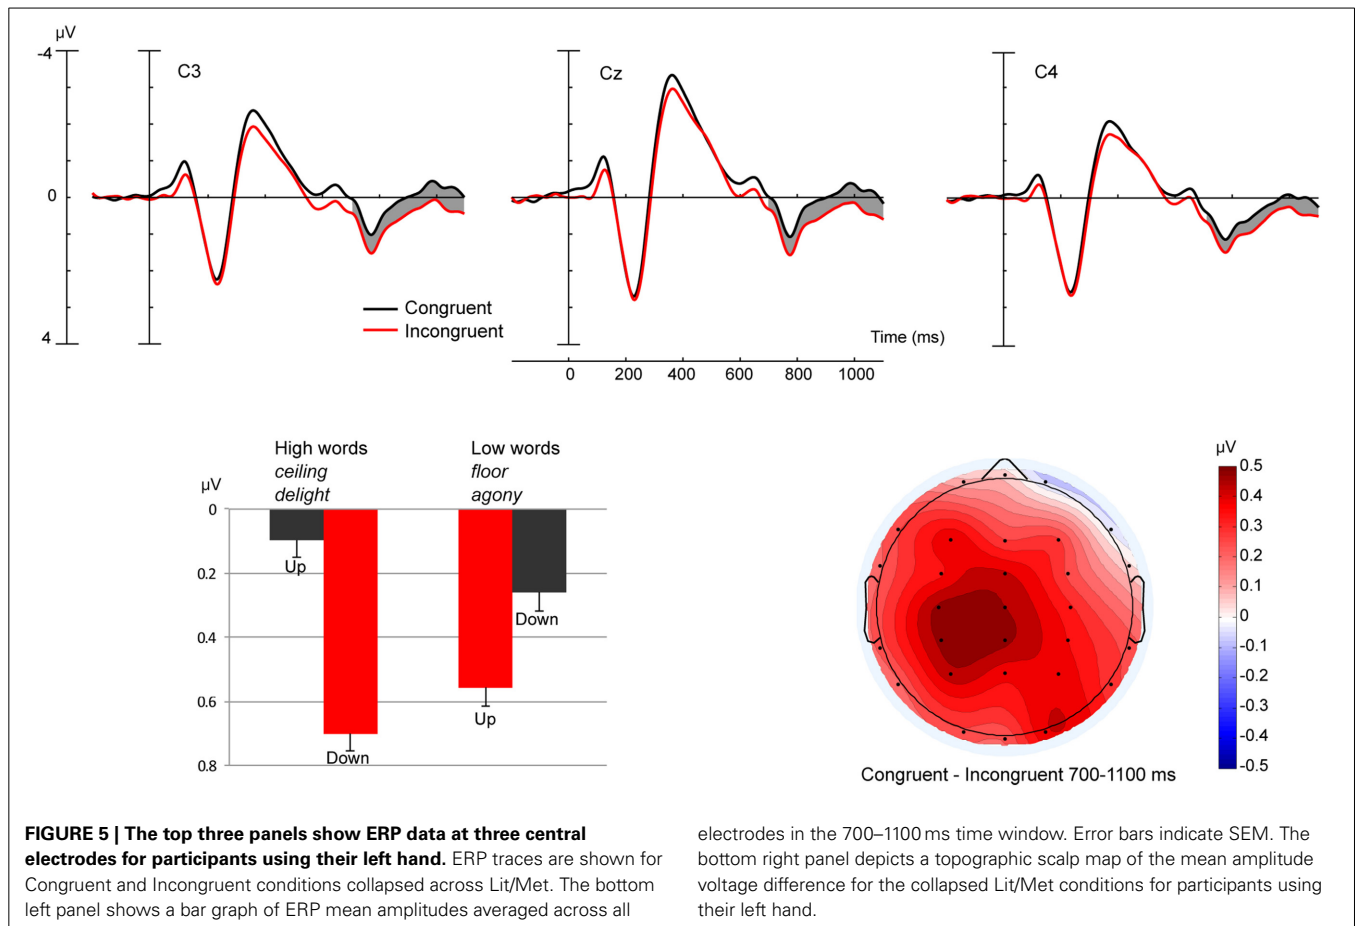 µV
-4
0
4
C3
Cz
C4
Congruent
Incongruent
Time (ms)
0 200 400 600 800 1000
High words
ceiling
delight
Low words
floor
agony
µV
0
0.2
0.4
0.6
0.8
Up
Down
Up
Down
µV
0.5
0.4
0.3
0.2
0.1
0
-0.1
-0.2
-0.3
-0.4
-0.5
Congruent - Incongruent 700-1100 ms
FIGURE 5 | The top three panels show ERP data at three central
electrodes for participants using their left hand. ERP traces are shown for
Congruent and Incongruent conditions collapsed across Lit/Met. The bottom
left panel shows a bar graph of ERP mean amplitudes averaged across all
electrodes in the 700–1100 ms time window. Error bars indicate SEM. The
bottom right panel depicts a topographic scalp map of the mean amplitude
voltage difference for the collapsed Lit/Met conditions for participants using
their left hand.